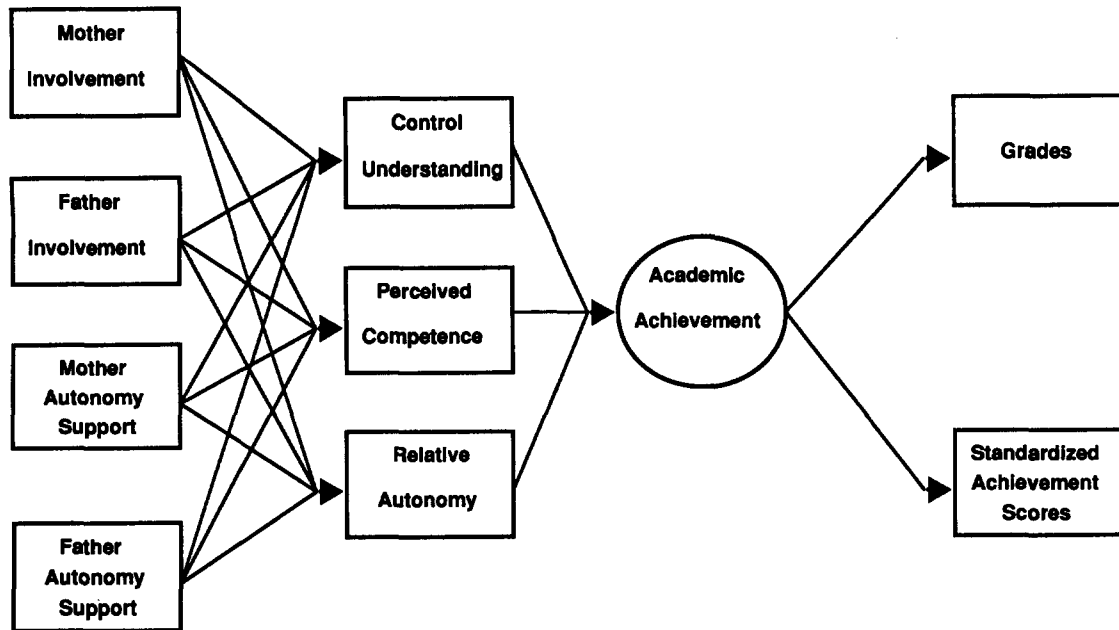 Mother
Involvement
Father
Involvement
Mother
Autonomy
Support
Father
Autonomy
Support
Control
Understanding
Perceived
Competence
Relative
Autonomy
Academic
Achievement
Grades
Standardized
Achievement
Scores